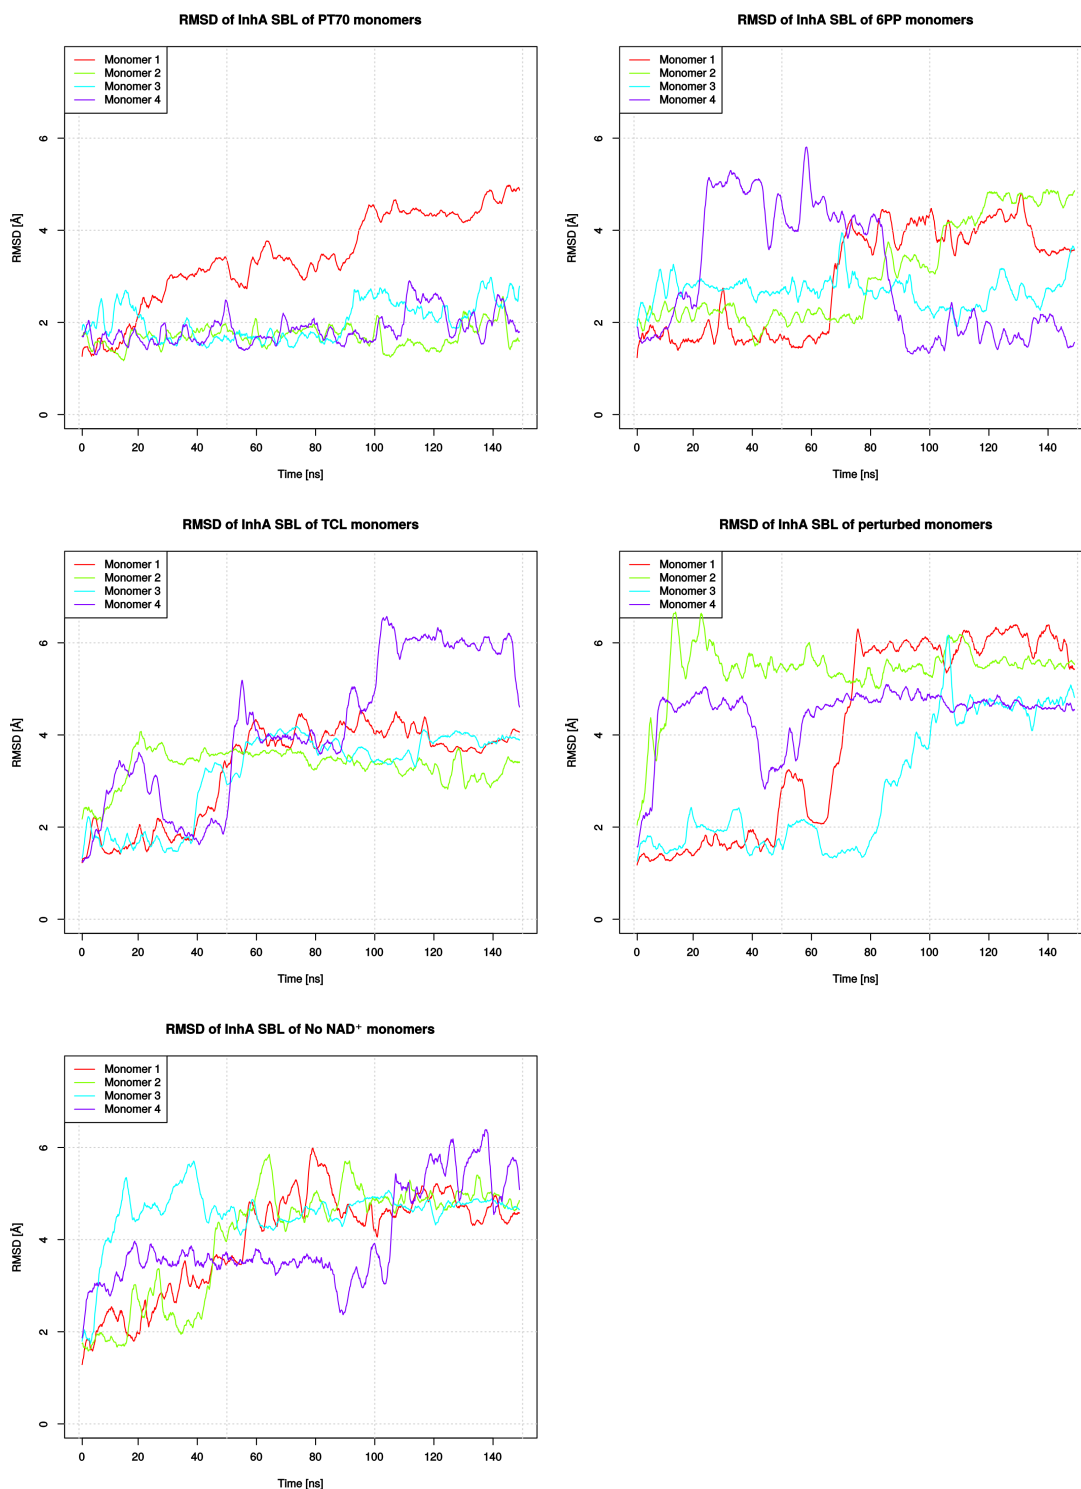 RMSD of InhA SBL of PT70 monomers
Monomer 1
Monomer 2
Monomer 3
Monomer 4
RMSD [Å]
0
2
4
6
0 20 40 60 80 100 120 140
Time [ns]
RMSD of InhA SBL of 6PP monomers
Monomer 1
Monomer 2
Monomer 3
Monomer 4
RMSD [Å]
0
2
4
6
0 20 40 60 80 100 120 140
Time [ns]
RMSD of InhA SBL of TCL monomers
Monomer 1
Monomer 2
Monomer 3
Monomer 4
RMSD [Å]
0
2
4
6
0 20 40 60 80 100 120 140
Time [ns]
RMSD of InhA SBL of perturbed monomers
Monomer 1
Monomer 2
Monomer 3
Monomer 4
RMSD [Å]
0
2
4
6
0 20 40 60 80 100 120 140
Time [ns]
RMSD of InhA SBL of No NAD⁺ monomers
Monomer 1
Monomer 2
Monomer 3
Monomer 4
RMSD [Å]
0
2
4
6
0 20 40 60 80 100 120 140
Time [ns]